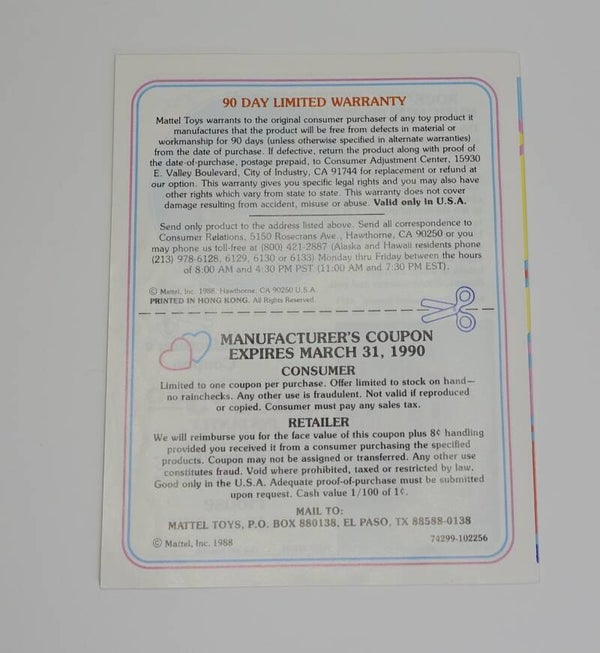 90 DAY LIMITED WARRANTY
Mattel Toys warrants to the original consumer purchaser of any toy product it
manufactures that the product will be free from defects in material or
workmanship for 90 days (unless otherwise specified in alternate warranties)
from the date of purchase. If defective, return the product along with proof of
the date-of-purchase, postage prepaid, to Consumer Adjustment Center, 15930
E. Valley Boulevard, City of Industry, CA 91744 for replacement or refund at
our option. This warranty gives you specific legal rights and you may also have
other rights which vary from state to state. This warranty does not cover
damage resulting from accident, misuse or abuse. Valid only in U.S.A.
Send only product to the address listed above. Send all correspondence to
Consumer Relations, 5150 Rosecrans Ave., Hawthorne, CA 90250 or you
may phone us toll-free at (800) 421-2887 (Alaska and Hawaii residents phone
(213) 978-6128, 6129, 6130 or 6133) Monday thru Friday between the hours
of 8:00 AM and 4:30 PM PST (11:00 AM and 7:30 PM EST).
© Mattel, Inc. 1988, Hawthorne, CA 90250 U.S.A.
PRINTED IN HONG KONG. All Rights Reserved.
MANUFACTURER'S COUPON
EXPIRES MARCH 31, 1990
CONSUMER
Limited to one coupon per purchase. Offer limited to stock on hand—
no rainchecks. Any other use is fraudulent. Not valid if reproduced
or copied. Consumer must pay any sales tax.
RETAILER
We will reimburse you for the face value of this coupon plus 8¢ handling
provided you received it from a consumer purchasing the specified
products. Coupon may not be assigned or transferred. Any other use
constitutes fraud. Void where prohibited, taxed or restricted by law.
Good only in the U.S.A. Adequate proof-of-purchase must be submitted
upon request. Cash value 1/100 of 1¢.
MAIL TO:
MATTEL TOYS, P.O. BOX 880138, EL PASO, TX 88588-0138
© Mattel, Inc. 1988
74299-102256